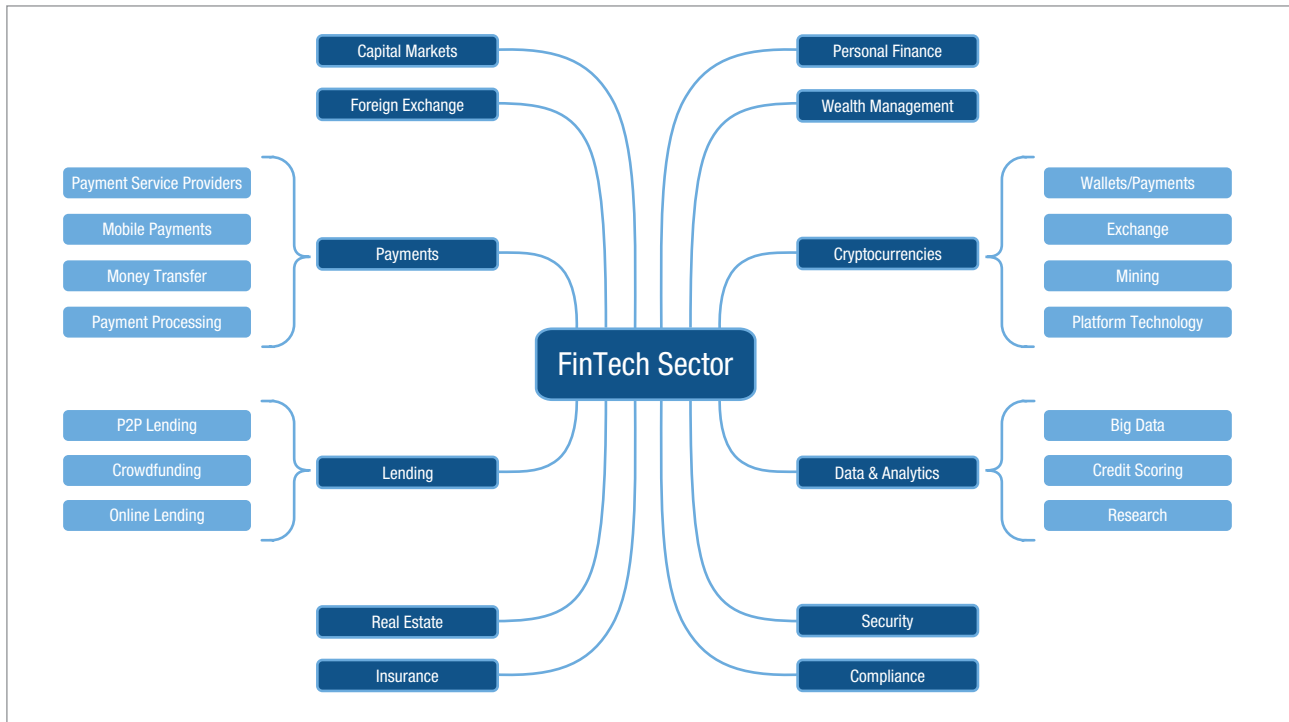 Capital Markets
Foreign Exchange
Payment Service Providers
Mobile Payments
Money Transfer
Payment Processing
Payments
P2P Lending
Crowdfunding
Online Lending
Lending
Real Estate
Insurance
FinTech Sector
Personal Finance
Wealth Management
Cryptocurrencies
Wallets/Payments
Exchange
Mining
Platform Technology
Data & Analytics
Big Data
Credit Scoring
Research
Security
Compliance